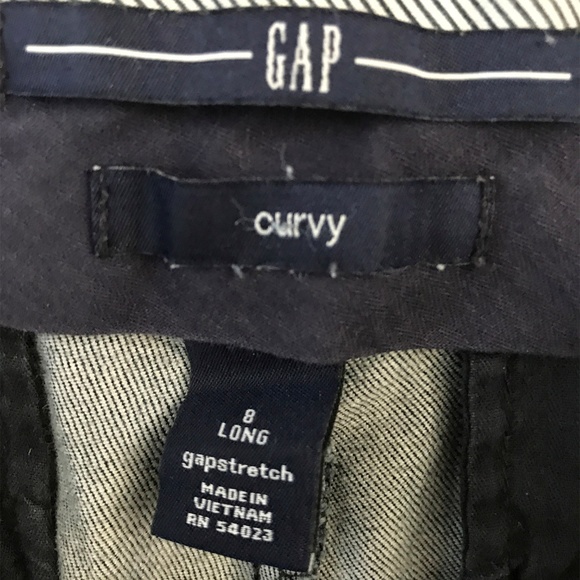 GAP
curvy
8
LONG
gapstretch
MADE IN
VIETNAM
RN 54023